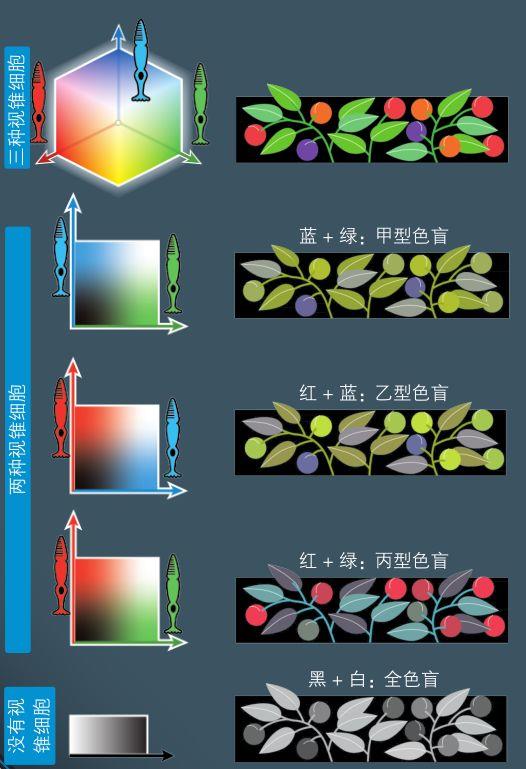 三种视锥细胞
蓝 + 绿：甲型色盲
两种视锥细胞
红 + 蓝：乙型色盲
红 + 绿：丙型色盲
没有视
锥细胞
黑 + 白：全色盲